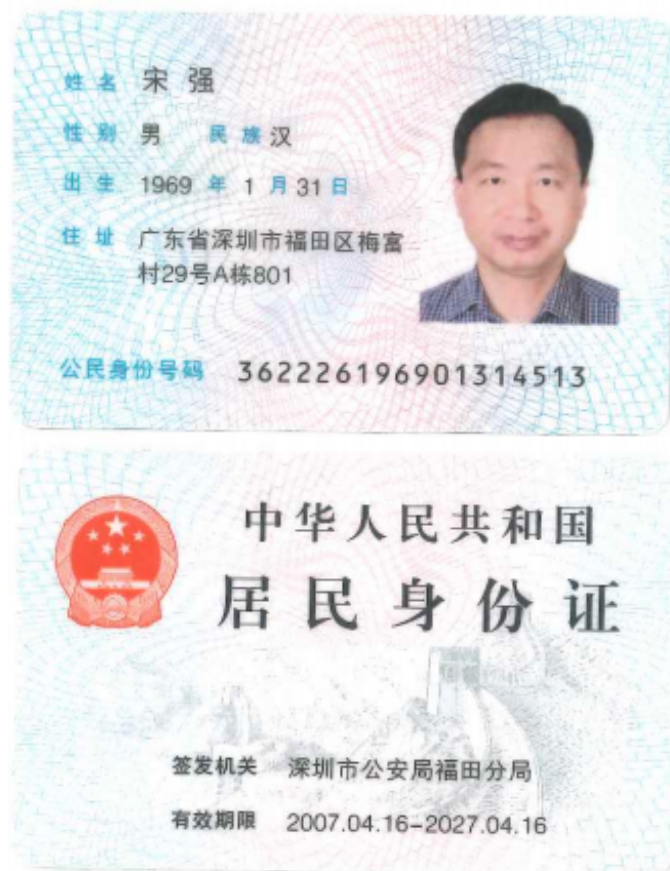 姓名 宋强
性别 男 民族 汉
出生 1969 年 1 月 31 日
住址 广东省深圳市福田区梅富
村29号A栋801
公民身份号码 362226196901314513
中华人民共和国
居民身份证
签发机关 深圳市公安局福田分局
有效期限 2007.04.16-2027.04.16